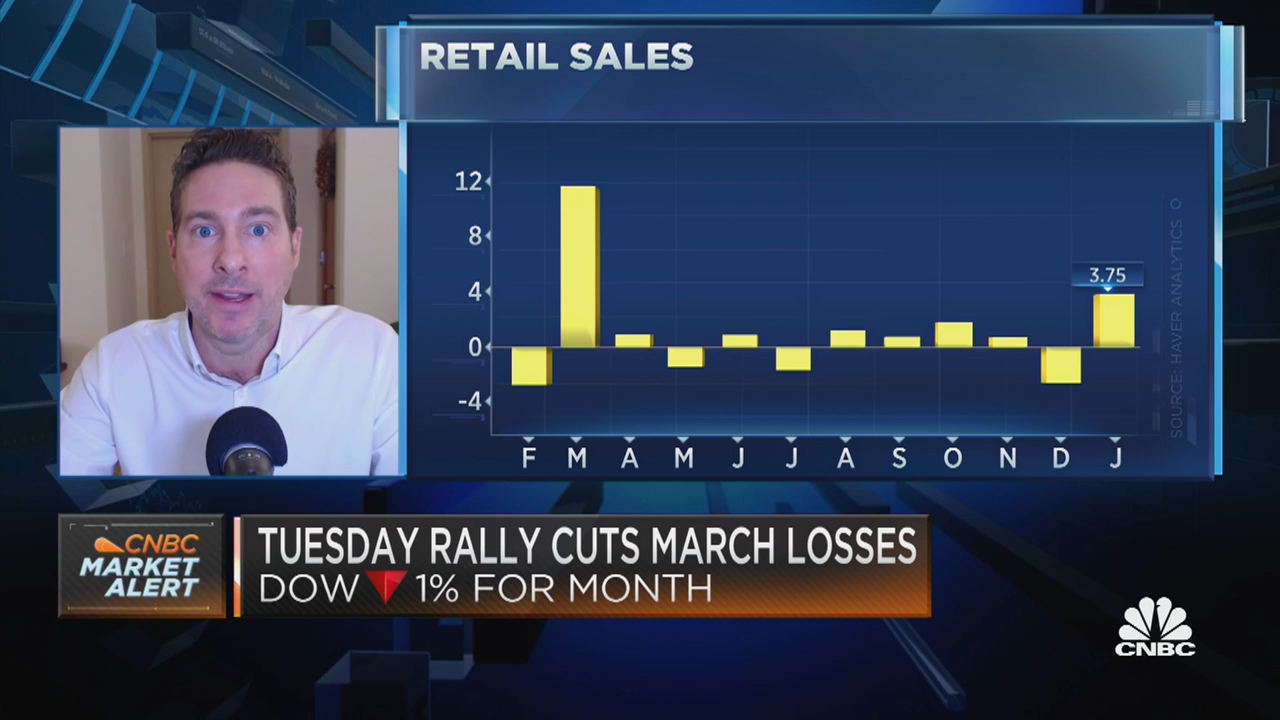 RETAIL SALES
12
8
4
0
-4
3.75
F M A M J J A S O N D J
SOURCE: HAVER ANALYTICS
CNBC
MARKET
ALERT
TUESDAY RALLY CUTS MARCH LOSSES
DOW ▼ 1% FOR MONTH
CNBC